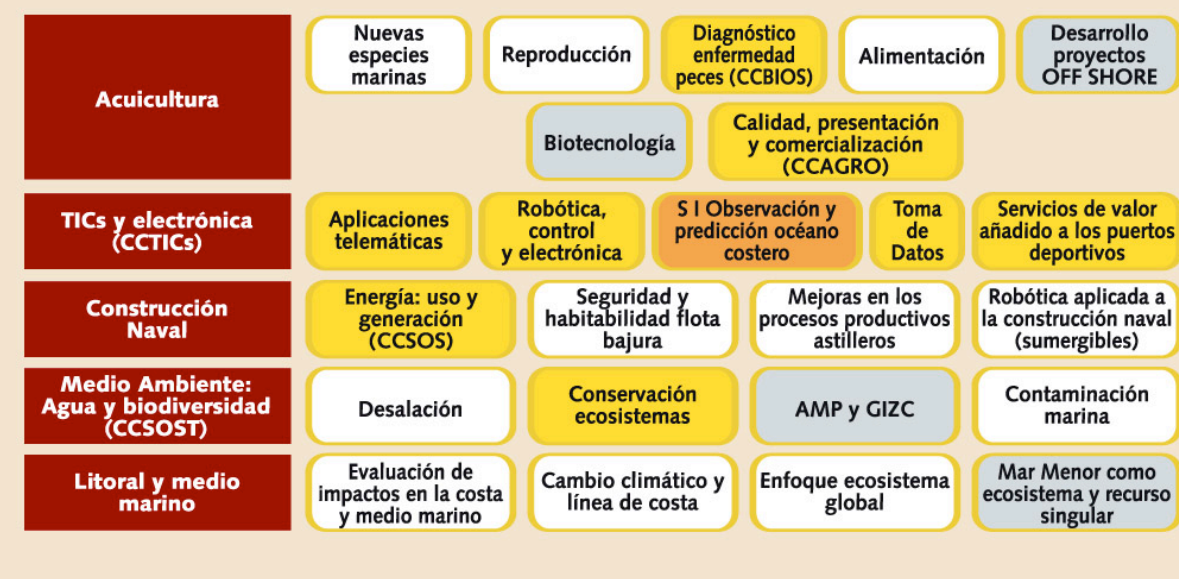 Acuicultura
Nuevas
especies
marinas
Reproducción
Diagnóstico
enfermedad
peces (CCBIOS)
Alimentación
Desarrollo
proyectos
OFF SHORE
Biotecnología
Calidad, presentación
y comercialización
(CCAGRO)
TICs y electrónica
(CCTICs)
Aplicaciones
telemáticas
Robótica,
control
y electrónica
S I Observación y
predicción océano
costero
Toma
de
Datos
Servicios de valor
añadido a los puertos
deportivos
Construcción
Naval
Energía: uso y
generación
(CCSOS)
Seguridad y
habitabilidad flota
bajura
Mejoras en los
procesos productivos
astilleros
Robótica aplicada a
la construcción naval
(sumergibles)
Medio Ambiente:
Agua y biodiversidad
(CCSOST)
Desalación
Conservación
ecosistemas
AMP y GIZC
Contaminación
marina
Litoral y medio
marino
Evaluación de
impactos en la costa
y medio marino
Cambio climático y
línea de costa
Enfoque ecosistema
global
Mar Menor como
ecosistema y recurso
singular